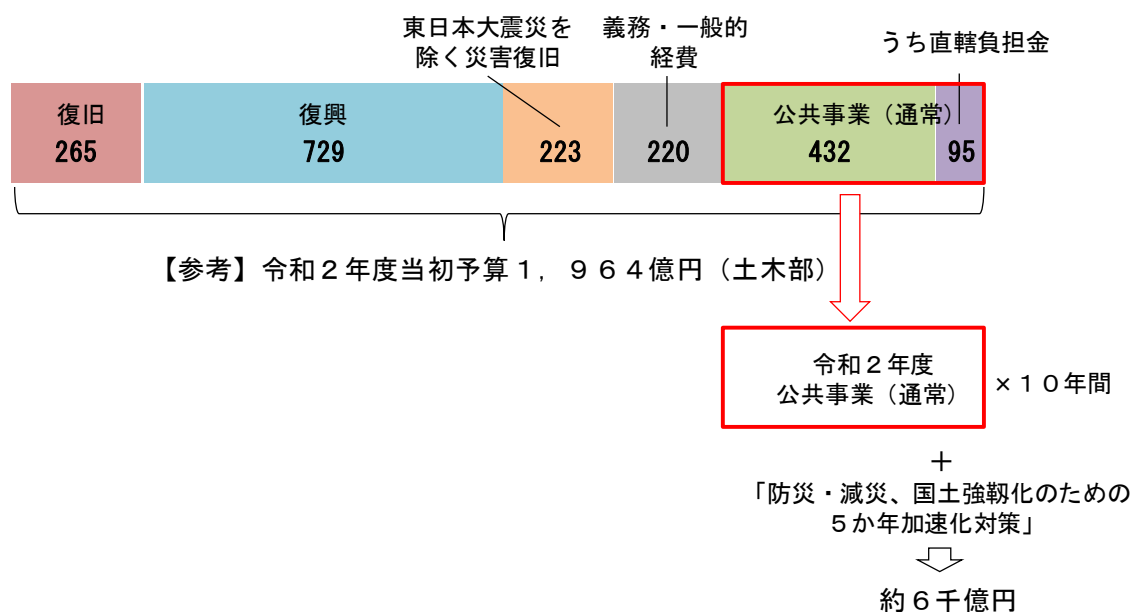 東日本大震災を
除く災害復旧
義務・一般的
経費
うち直轄負担金
復旧
265
復興
729
223
220
公共事業（通常）
432
95
【参考】令和２年度当初予算１，９６４億円（土木部）
令和２年度
公共事業（通常）
×１０年間
＋
「防災・減災、国土強靱化のための
５か年加速化対策」
約６千億円